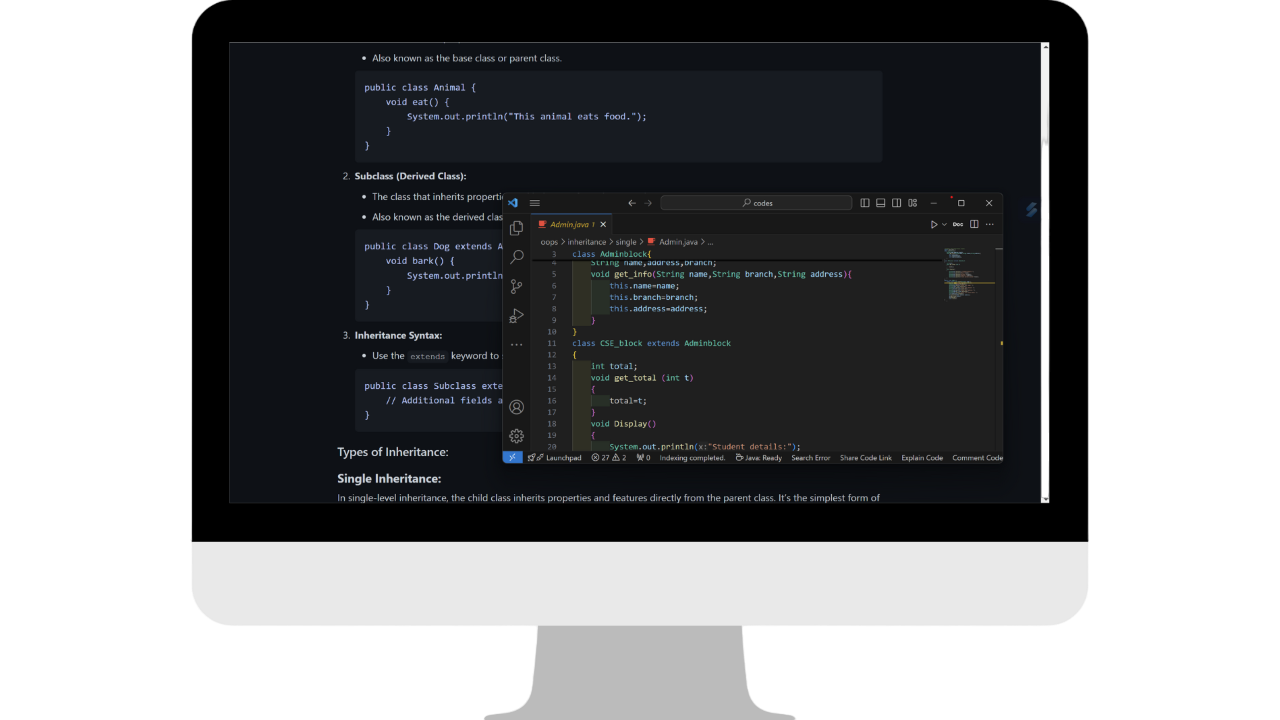 • Also known as the base class or parent class.
public class Animal {
void eat() {
System.out.println("This animal eats food.");
}
}
2. Subclass (Derived Class):
• The class that inherits properti
• Also known as the derived clas
public class Dog extends A
void bark() {
System.out.println
}
}
3. Inheritance Syntax:
• Use the extends keyword to
public class Subclass exte
// Additional fields a
}
Types of Inheritance:
Single Inheritance:
In single-level inheritance, the child class inherits properties and features directly from the parent class. It's the simplest form of
codes
Admin.java 1
Doc
oops > inheritance > single > Admin.java > ...
3 class Adminblock{
4 String name,address,branch;
5 void get_info(String name,String branch,String address){
6 this.name=name;
7 this.branch=branch;
8 this.address=address;
9 }
10 }
11 class CSE_block extends Adminblock
12 {
13 int total;
14 void get_total (int t)
15 {
16 total=t;
17 }
18 void Display()
19 {
20 System.out.println(x:"Student details:");
Launchpad 27 2 0 Indexing completed. Java: Ready Search Error Share Code Link Explain Code Comment Code